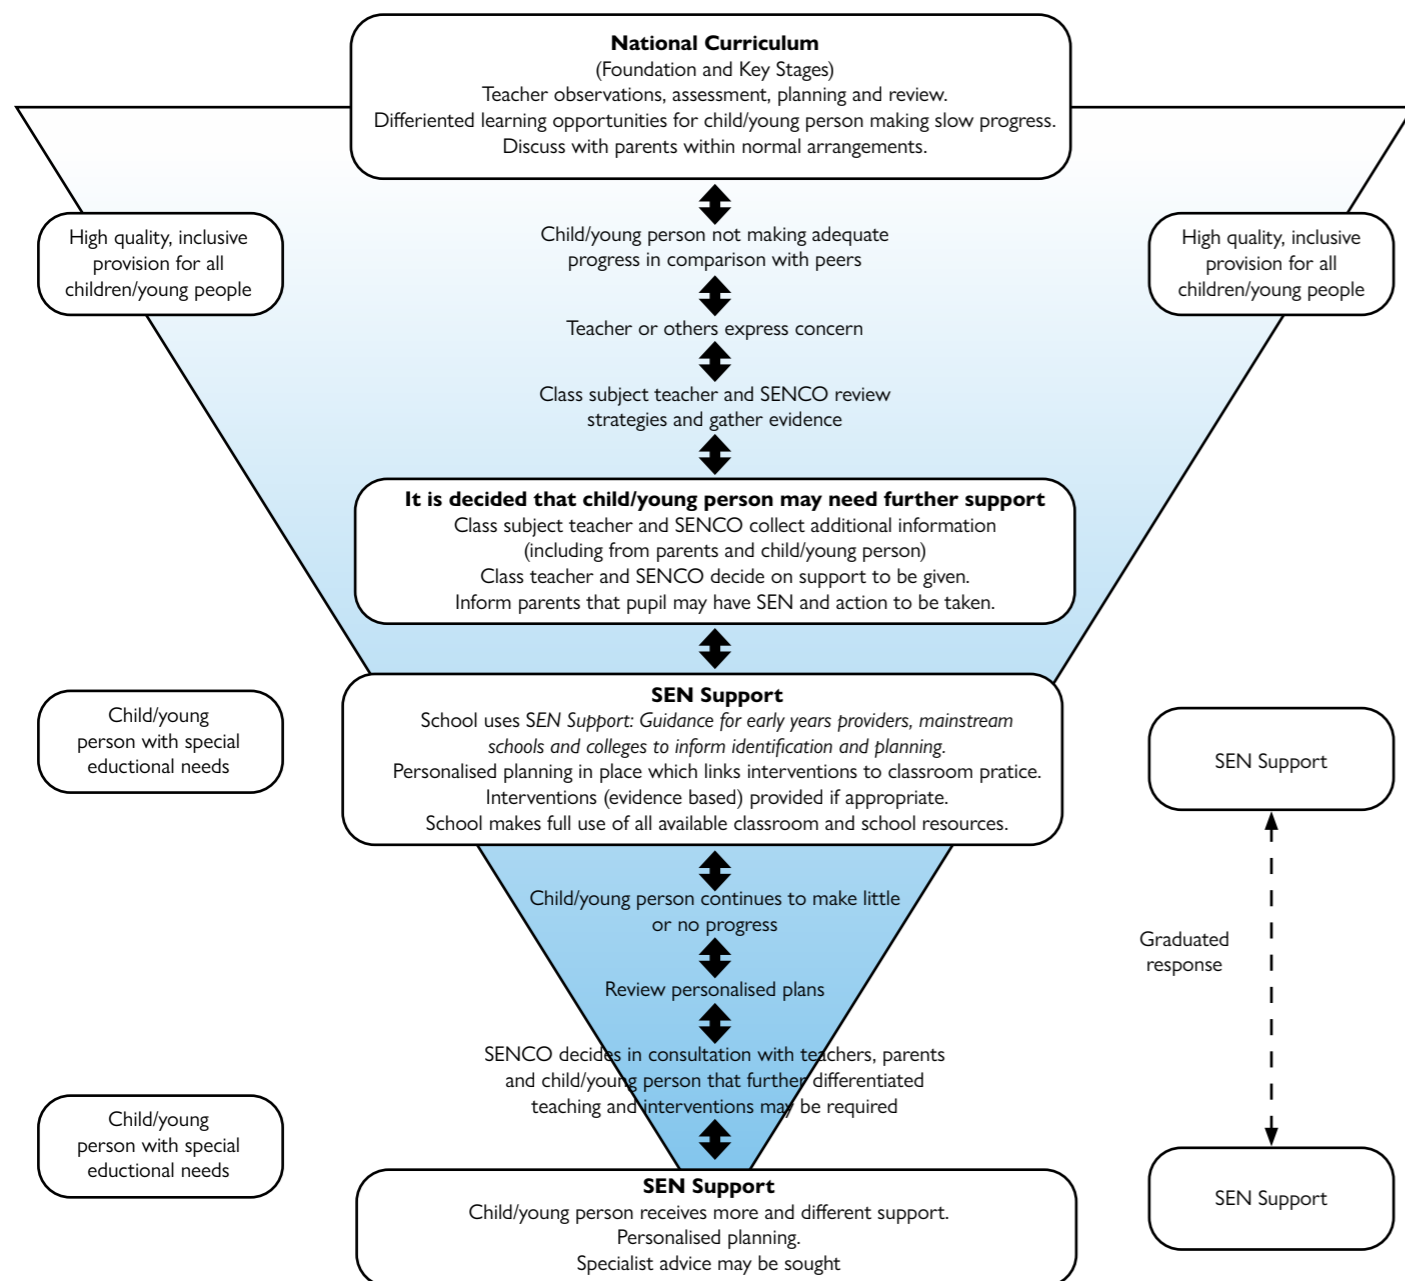 National Curriculum
(Foundation and Key Stages)
Teacher observations, assessment, planning and review.
Differiented learning opportunities for child/young person making slow progress.
Discuss with parents within normal arrangements.
High quality, inclusive
provision for all
children/young people
High quality, inclusive
provision for all
children/young people
Child/young person not making adequate
progress in comparison with peers
Teacher or others express concern
Class subject teacher and SENCO review
strategies and gather evidence
It is decided that child/young person may need further support
Class subject teacher and SENCO collect additional information
(including from parents and child/young person)
Class teacher and SENCO decide on support to be given.
Inform parents that pupil may have SEN and action to be taken.
Child/young
person with special
eductional needs
SEN Support
School uses SEN Support: Guidance for early years providers, mainstream
schools and colleges to inform identification and planning.
Personalised planning in place which links interventions to classroom pratice.
Interventions (evidence based) provided if appropriate.
School makes full use of all available classroom and school resources.
SEN Support
Child/young person continues to make little
or no progress
Review personalised plans
Graduated
response
SENCO decides in consultation with teachers, parents
and child/young person that further differentiated
teaching and interventions may be required
Child/young
person with special
eductional needs
SEN Support
Child/young person receives more and different support.
Personalised planning.
Specialist advice may be sought
SEN Support